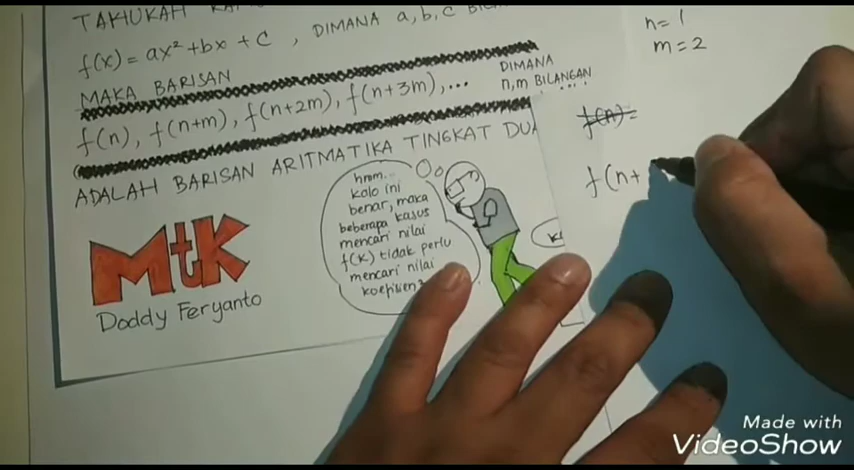 TAHUKAH
f(x) = ax² + bx + c , DIMANA a, b, c
MAKA BARISAN
f(n), f(n+m), f(n+2m), f(n+3m), ...
DIMANA
n, m BILANGAN
ADALAH BARISAN ARITMATIKA TINGKAT DUA
hmm...
kalo ini
benar, maka
beberapa kasus
mencari nilai
f(k) tidak perlu
mencari nilai
koefisien²
MtK
Doddy Feryanto
n = 1
m = 2
f(n) =
f(n+
Made with
VideoShow